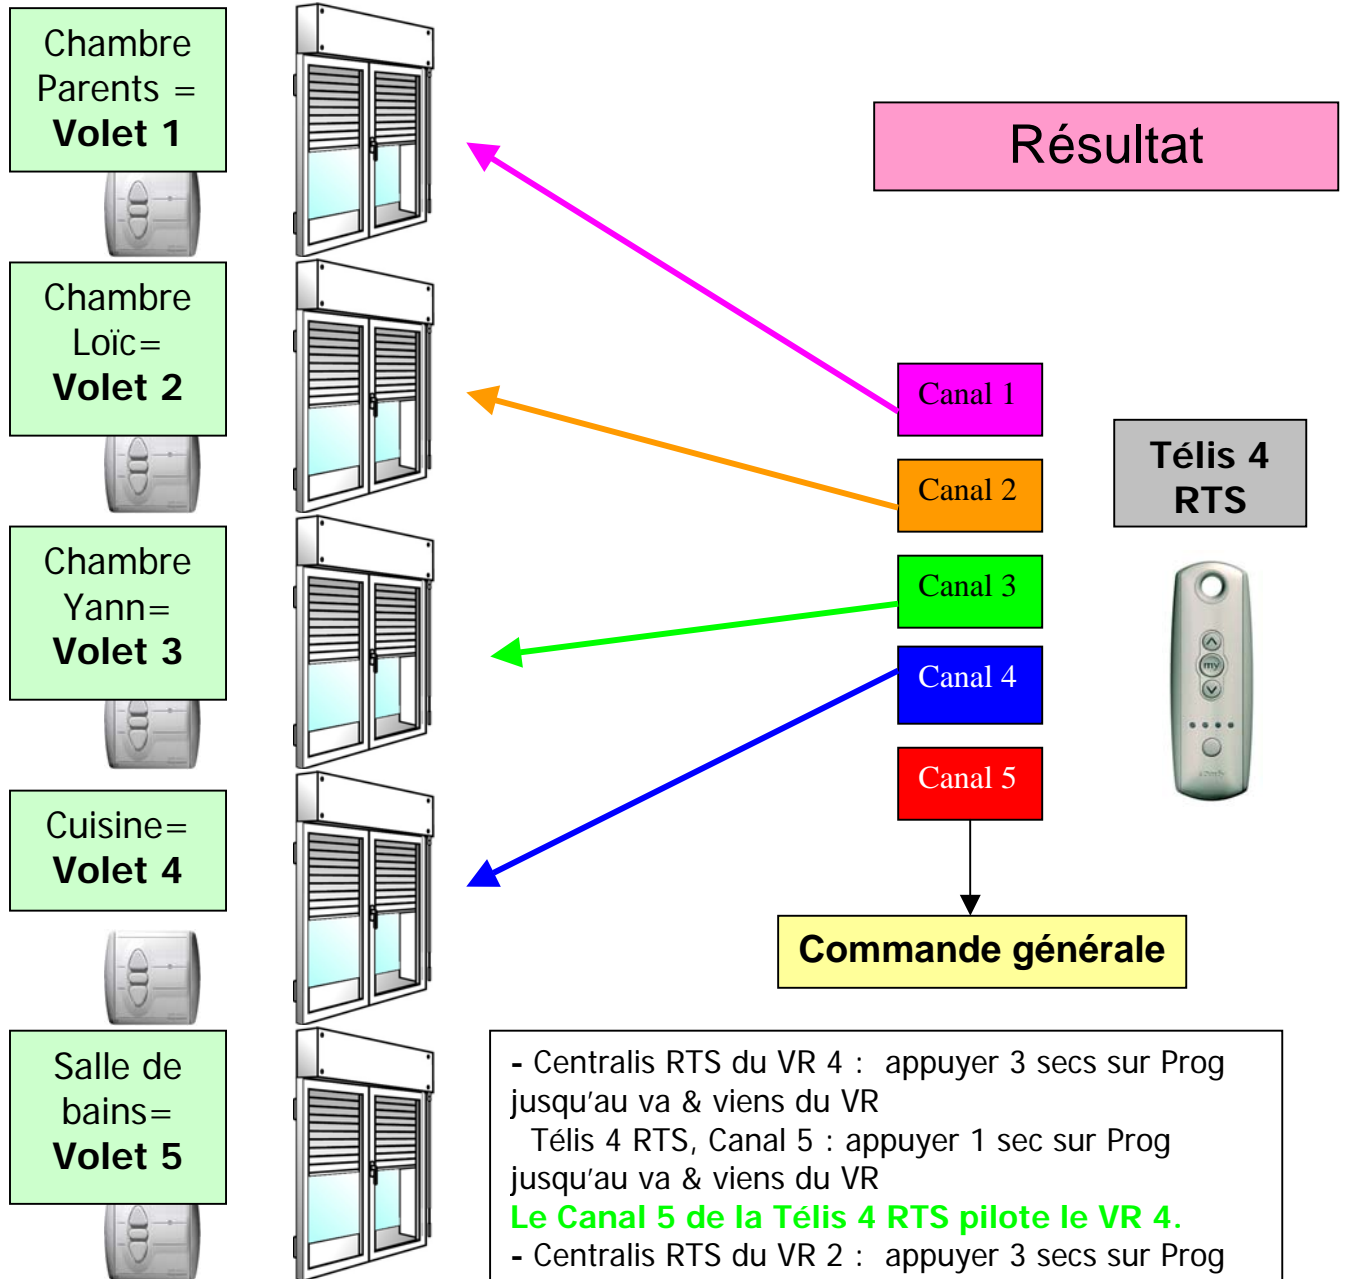 Chambre
Parents =
Volet 1
Résultat
Chambre
Loïc=
Volet 2
Canal 1
Canal 2
Télis 4
RTS
Chambre
Yann=
Volet 3
Canal 3
Canal 4
my
Canal 5
Cuisine=
Volet 4
Commande générale
Salle de
bains=
Volet 5
- Centralis RTS du VR 4 : appuyer 3 secs sur Prog
jusqu'au va & viens du VR
Télis 4 RTS, Canal 5 : appuyer 1 sec sur Prog
jusqu'au va & viens du VR
Le Canal 5 de la Télis 4 RTS pilote le VR 4.
- Centralis RTS du VR 2 : appuyer 3 secs sur Prog